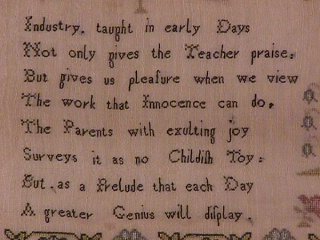 Industry, taught in early Days
Not only gives the Teacher praise,
But gives us pleaſure when we view
The work that Innocence can do,
The Parents with exulting joy
Surveys it as no Childiſh Toy:
But, as a Prelude that each Day
A greater Genius will diſplay.